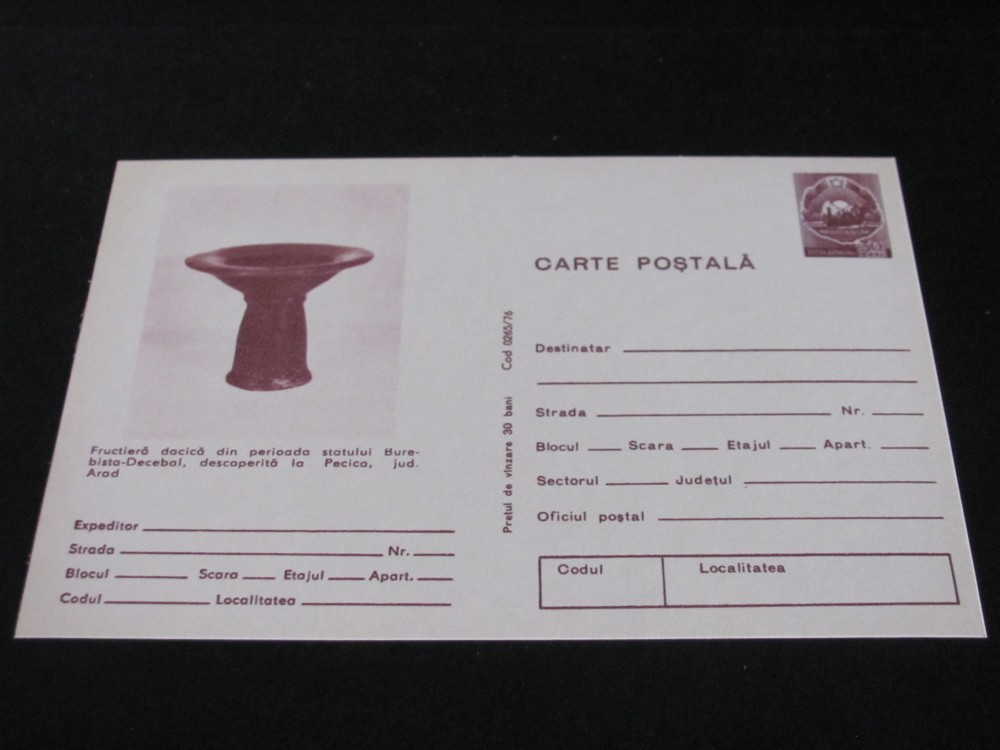 Fructieră dacică din perioada statului Bure-
bista-Decebal, descoperită la Pecica, jud.
Arad
Expeditor
Strada Nr.
Blocul Scara Etajul Apart.
Codul Localitatea
Prețul de vînzare 30 bani Cod 0265/76
CARTE POȘTALĂ
Destinatar
Strada Nr.
Blocul Scara Etajul Apart.
Sectorul Județul
Oficiul poștal
Codul Localitatea